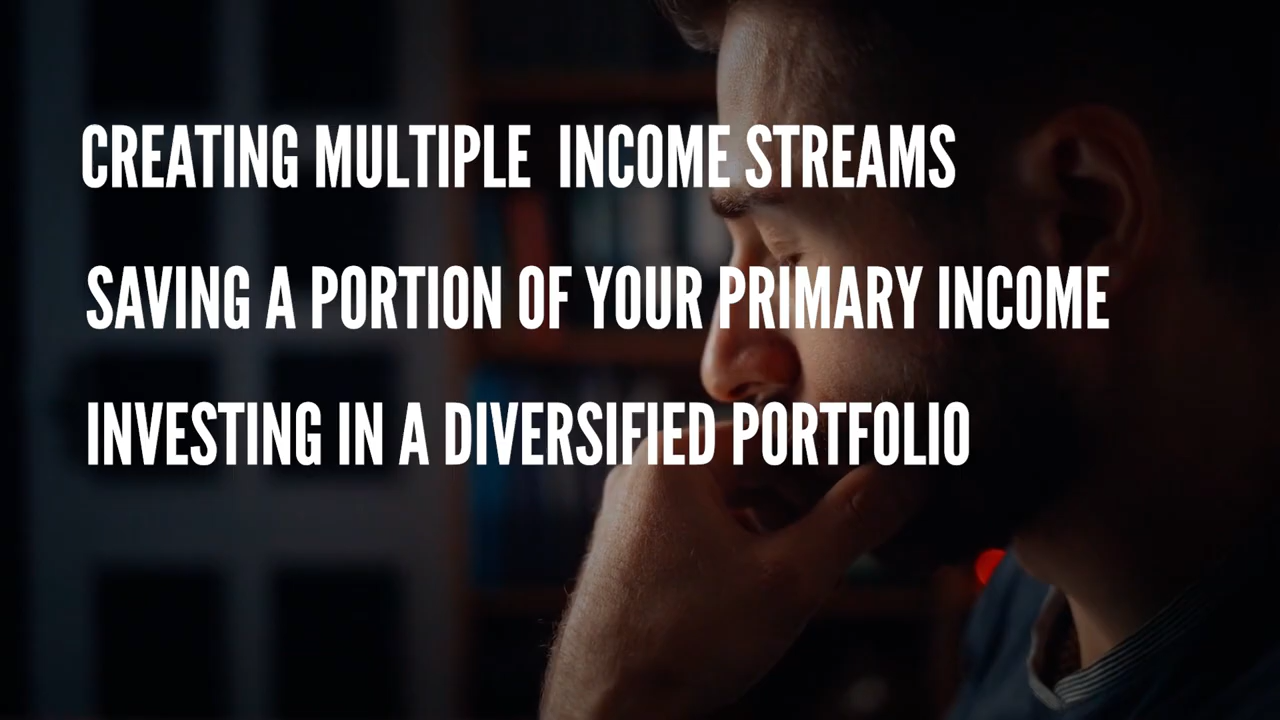 CREATING MULTIPLE  INCOME STREAMS
SAVING A PORTION OF YOUR PRIMARY INCOME
INVESTING IN A DIVERSIFIED PORTFOLIO